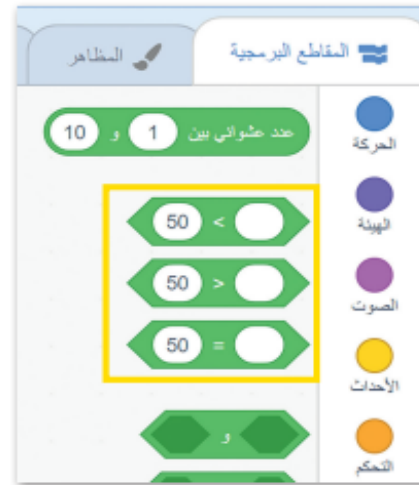 المقاطع البرمجية
المظاهر
عدد عشوائي بين 1 و 10
الحركة
50 < 
الهيئة
50 > 
الصوت
50 = 
الأحداث
و
التحكم